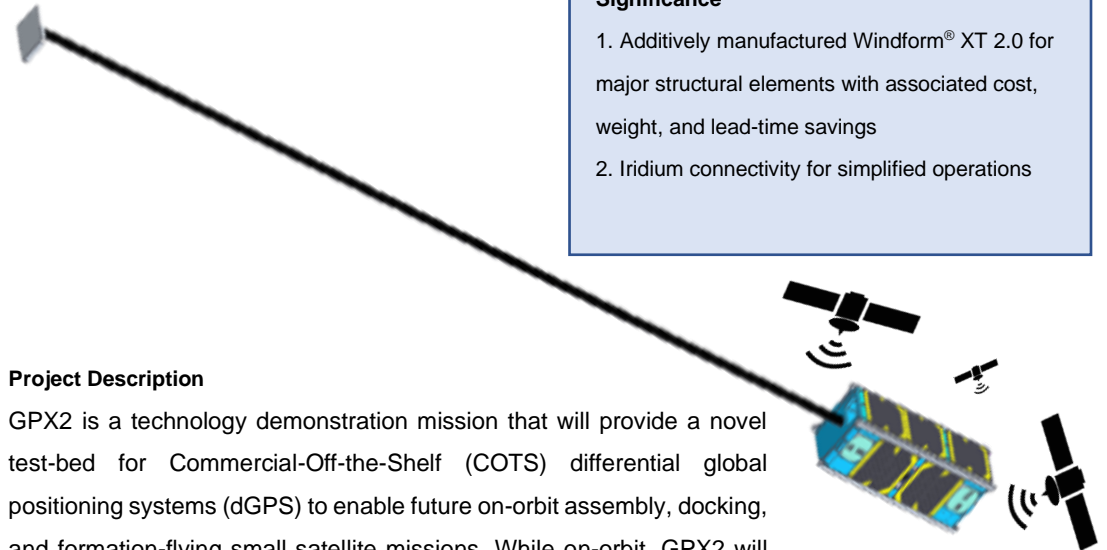 Significance
1. Additively manufactured Windform® XT 2.0 for
major structural elements with associated cost,
weight, and lead-time savings
2. Iridium connectivity for simplified operations
Project Description
GPX2 is a technology demonstration mission that will provide a novel
test-bed for Commercial-Off-the-Shelf (COTS) differential global
positioning systems (dGPS) to enable future on-orbit assembly, docking,
and formation-flying small satellite missions. While on-orbit, GPX2 will